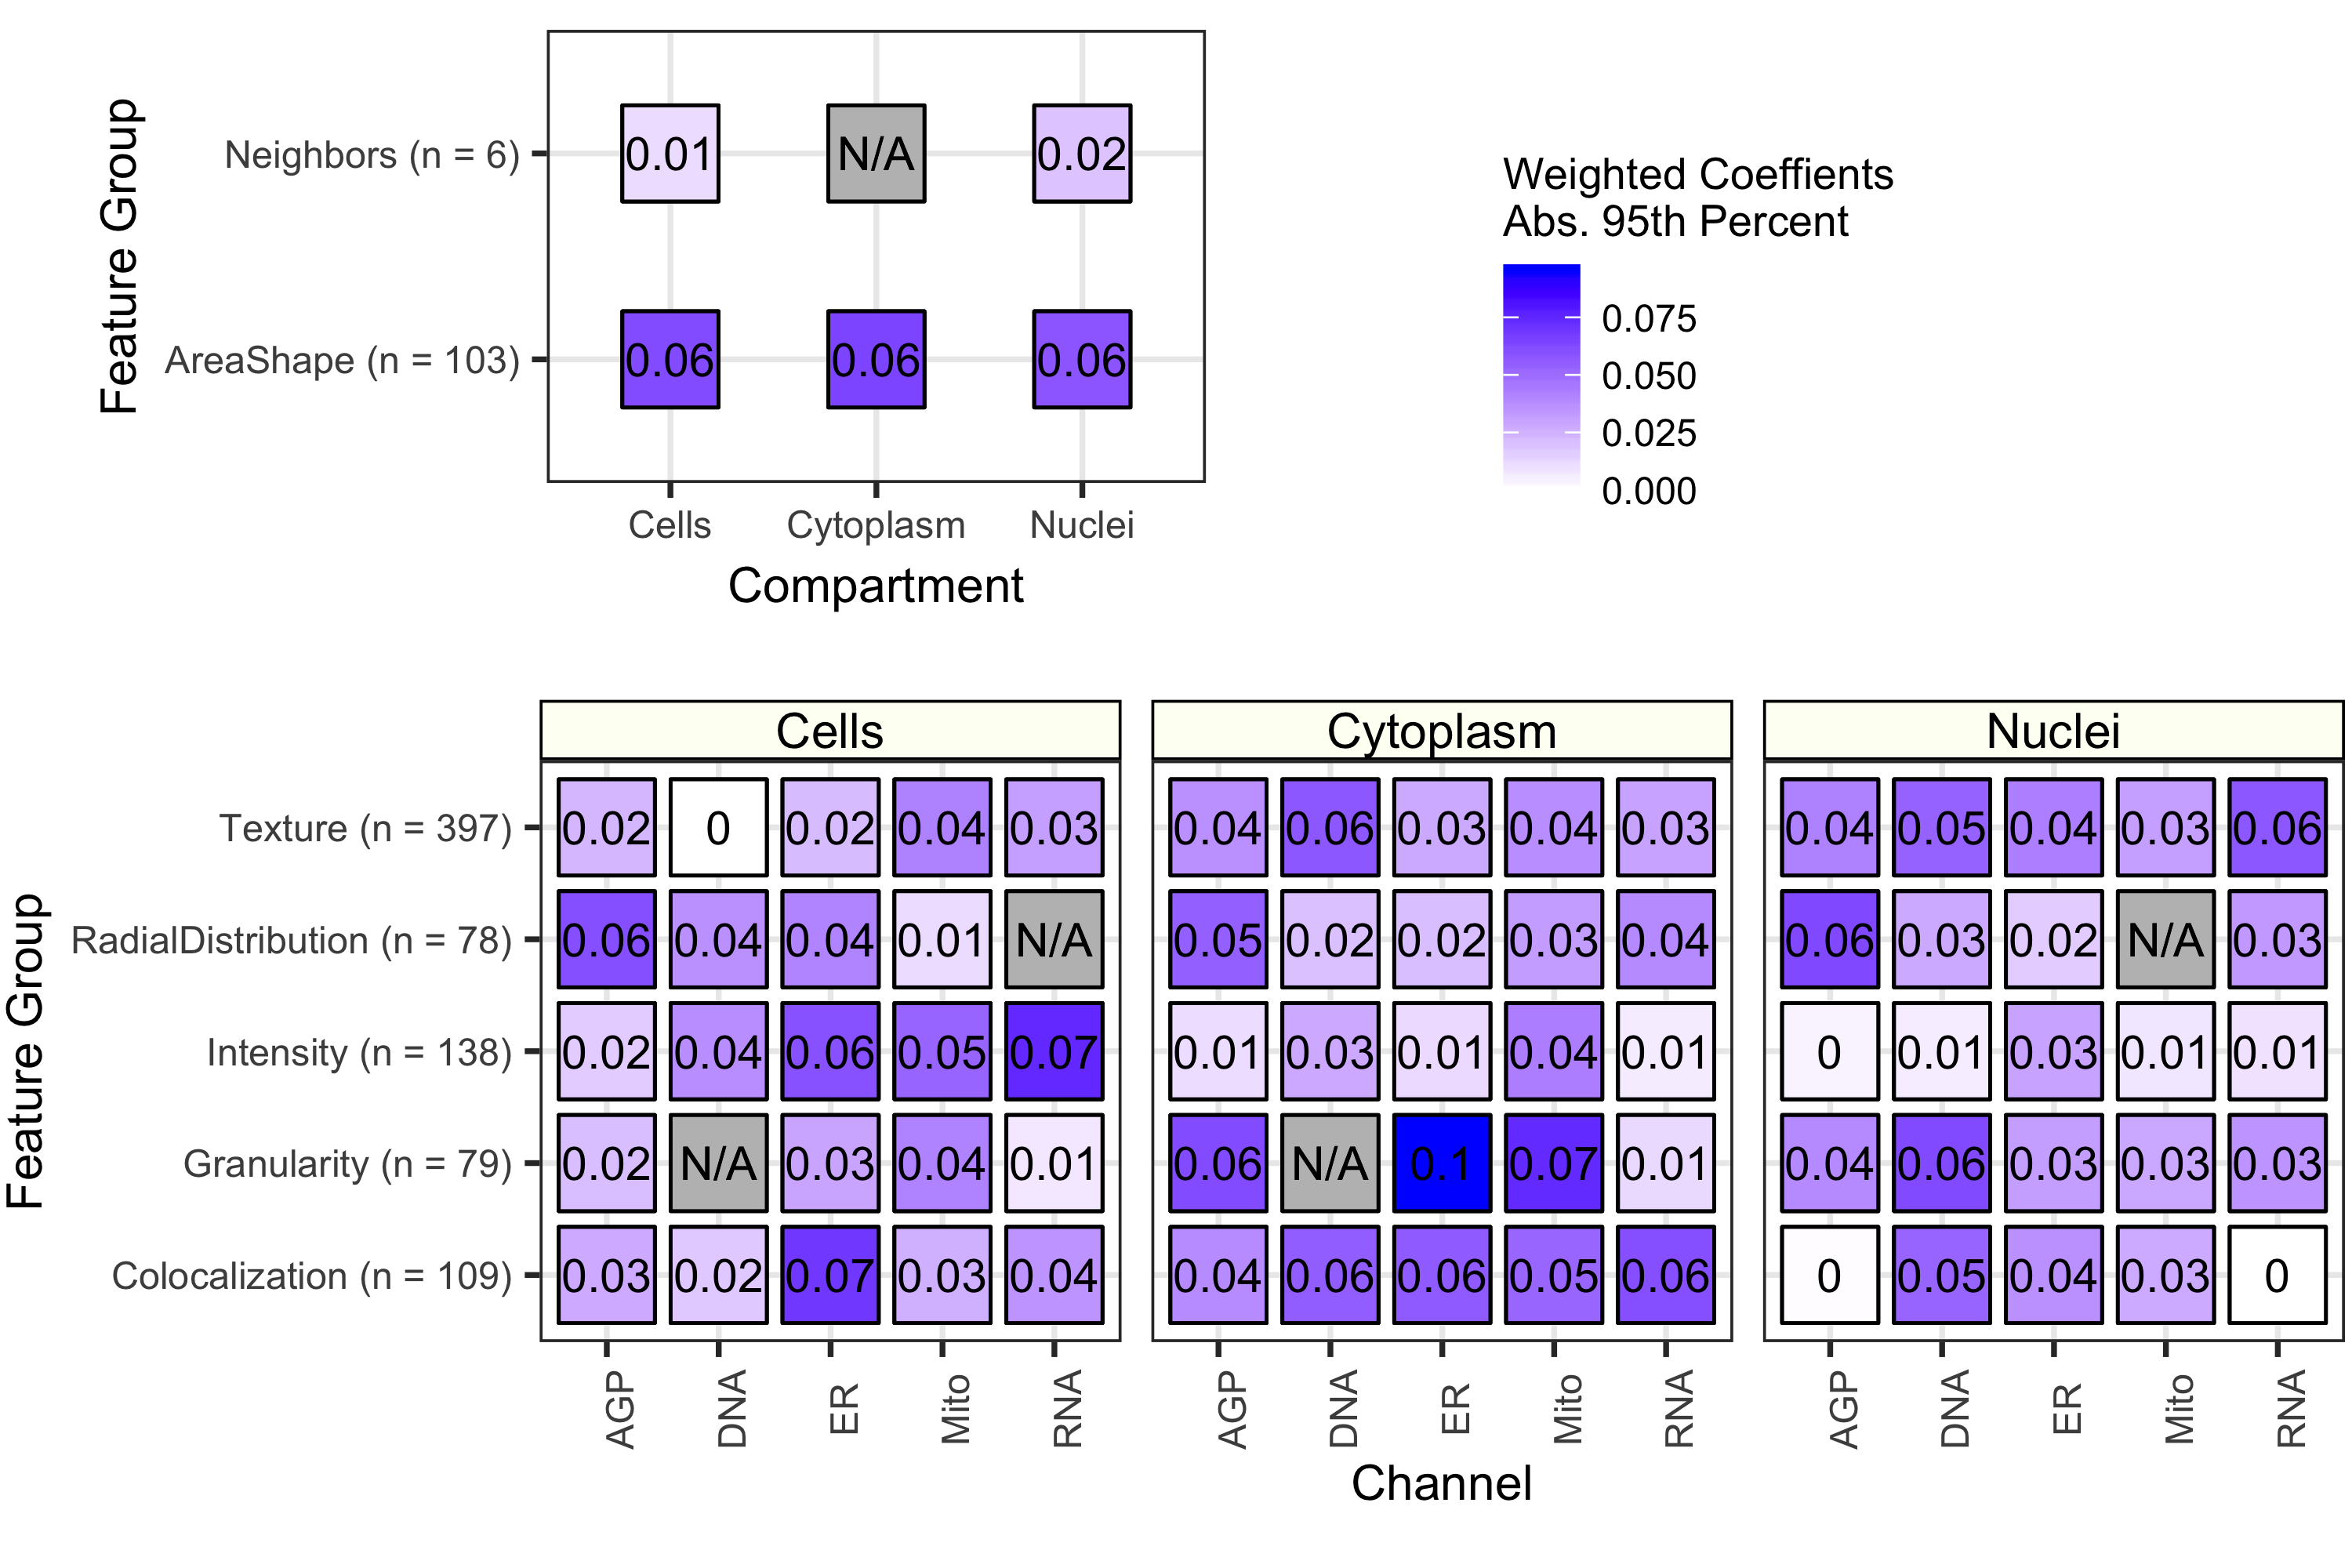 Feature Group
Neighbors (n = 6)
0.01 N/A 0.02
AreaShape (n = 103)
0.06 0.06 0.06
Cells Cytoplasm Nuclei
Compartment
Weighted Coeffients
Abs. 95th Percent
0.075
0.050
0.025
0.000
Feature Group
Cells Cytoplasm Nuclei
Texture (n = 397) 0.02 0 0.02 0.04 0.03 0.04 0.06 0.03 0.04 0.03 0.04 0.05 0.04 0.03 0.06
RadialDistribution (n = 78) 0.06 0.04 0.04 0.01 N/A 0.05 0.02 0.02 0.03 0.04 0.06 0.03 0.02 N/A 0.03
Intensity (n = 138) 0.02 0.04 0.06 0.05 0.07 0.01 0.03 0.01 0.04 0.01 0 0.01 0.03 0.01 0.01
Granularity (n = 79) 0.02 N/A 0.03 0.04 0.01 0.06 N/A 0.1 0.07 0.01 0.04 0.06 0.03 0.03 0.03
Colocalization (n = 109) 0.03 0.02 0.07 0.03 0.04 0.04 0.06 0.06 0.05 0.06 0 0.05 0.04 0.03 0
AGP DNA ER Mito RNA AGP DNA ER Mito RNA AGP DNA ER Mito RNA
Channel